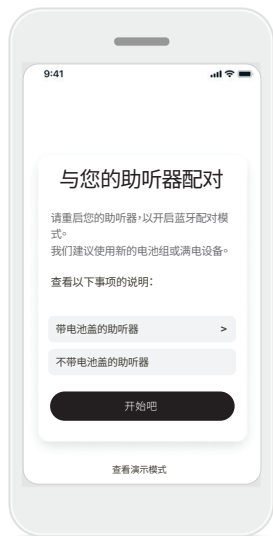 9:41
与您的助听器配对
请重启您的助听器，以开启蓝牙配对模
式。
我们建议使用新的电池组或满电设备。
查看以下事项的说明：
带电池盖的助听器 >
不带电池盖的助听器
开始吧
查看演示模式